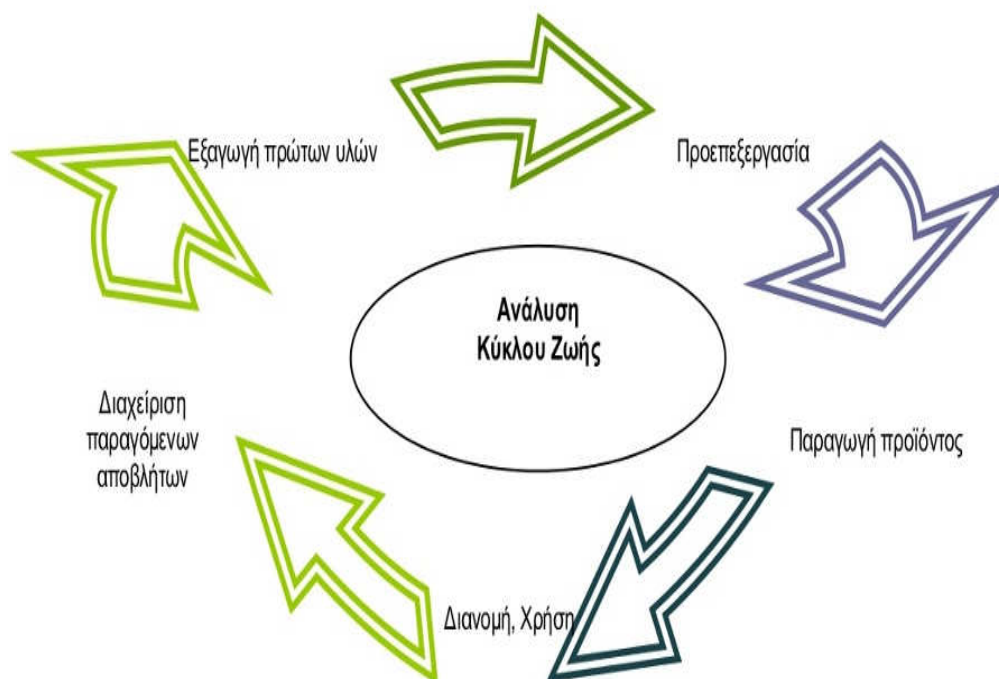 Εξαγωγή πρώτων υλών
Προεπεξεργασία
Ανάλυση
Κύκλου Ζωής
Διαχείριση
παραγόμενων
αποβλήτων
Παραγωγή προϊόντος
Διανομή, Χρήση